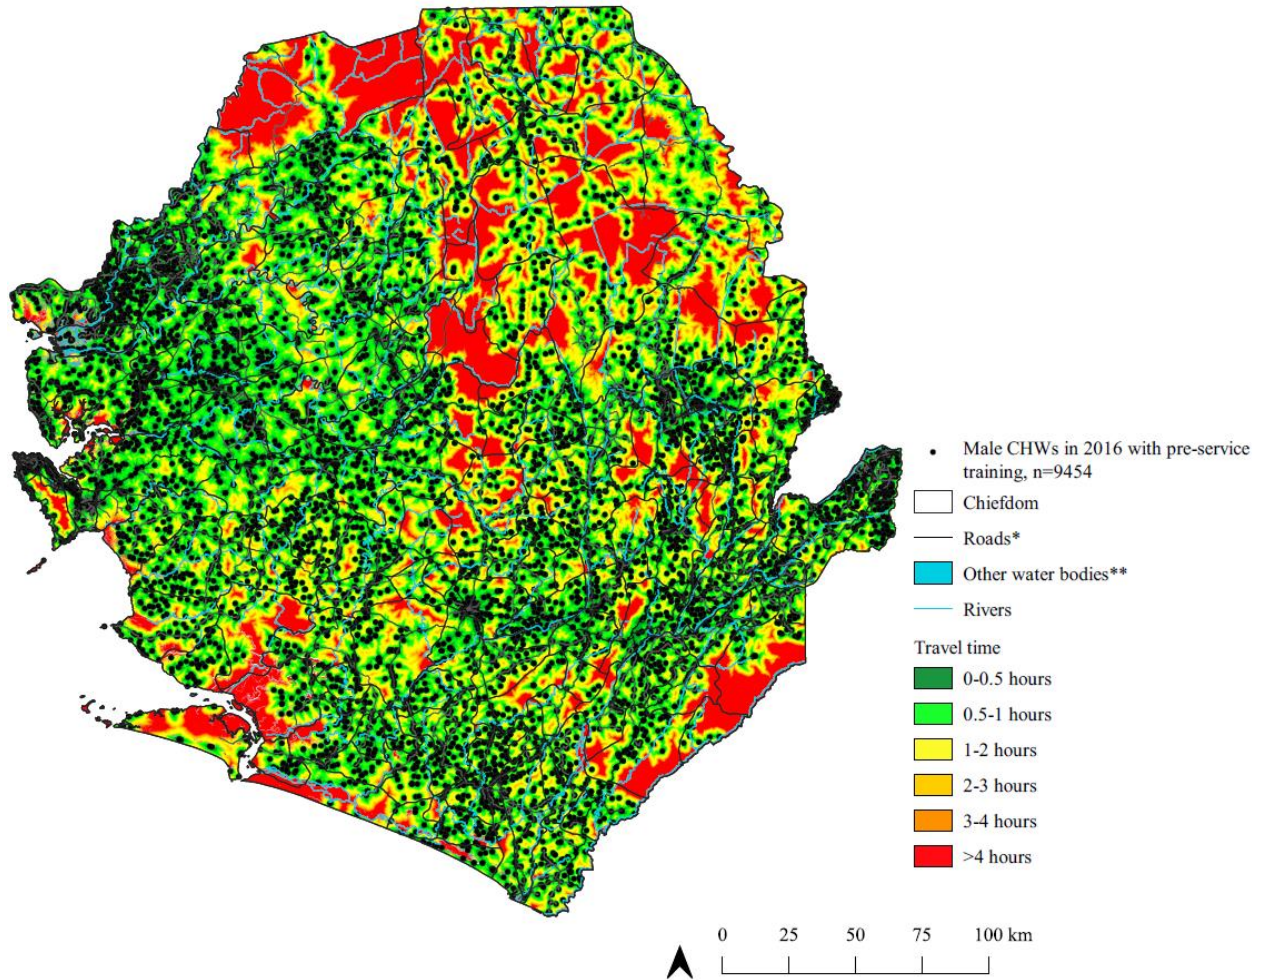 Male CHWs in 2016 with pre-service
training, n=9454
Chiefdom
Roads*
Other water bodies**
Rivers
Travel time
0-0.5 hours
0.5-1 hours
1-2 hours
2-3 hours
3-4 hours
>4 hours
0 25 50 75 100 km